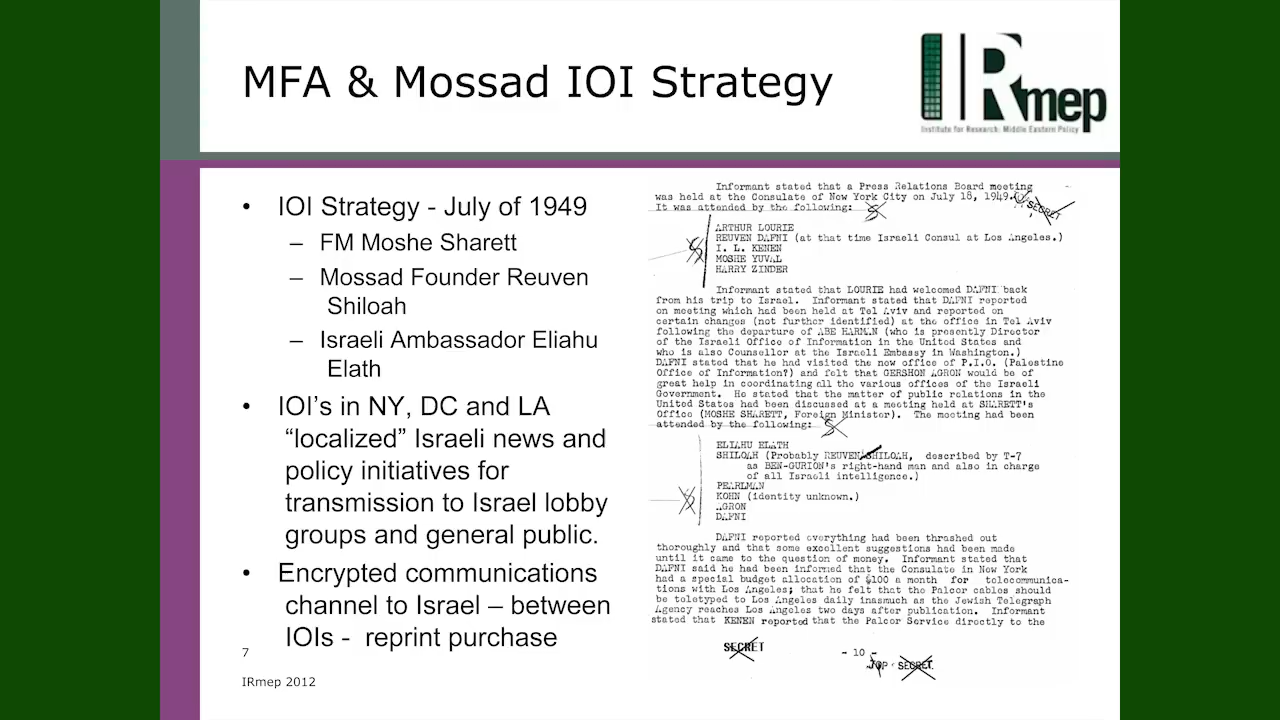 MFA & Mossad IOI Strategy
IRmep
Institute for Research: Middle Eastern Policy
• IOI Strategy - July of 1949
– FM Moshe Sharett
– Mossad Founder Reuven
Shiloah
– Israeli Ambassador Eliahu
Elath
• IOI's in NY, DC and LA
“localized” Israeli news and
policy initiatives for
transmission to Israel lobby
groups and general public.
• Encrypted communications
channel to Israel – between
IOIs - reprint purchase
7
IRmep 2012
Informant stated that a Press Relations Board meeting
was held at the Consulate of New York City on July 18, 1949.
It was attended by the following:
SECRET
ARTHUR LOURIE
REUVEN DAFNI (at that time Israeli Consul at Los Angeles.)
I. L. KENEN
MOSHE YUVAL
HARRY ZINDER
Informant stated that LOURIE had welcomed DAFNI back
from his trip to Israel. Informant stated that DAFNI reported
on meeting which had been held at Tel Aviv and reported on
certain changes (not further identified) at the office in Tel Aviv
following the departure of ABE HARMAN (who is presently Director
of the Israeli Office of Information in the United States and
who is also Counsellor at the Israeli Embassy in Washington.)
DAFNI stated that he had visited the new office of P.I.O. (Palestine
Office of Information?) and felt that GERSHON AGRON would be of
great help in coordinating all the various offices of the Israeli
Government. He stated that the matter of public relations in the
United States had been discussed at a meeting held at SHARETT'S
Office (MOSHE SHARETT, Foreign Minister). The meeting had been
attended by the following:
ELIAHU ELATH
SHILOAH (Probably REUVEN SHILOAH, described by T-7
as BEN-GURION's right-hand man and also in charge
of all Israeli intelligence.)
PEARLMAN
KOHN (identity unknown.)
AGRON
DAFNI
DAFNI reported everything had been thrashed out
thoroughly and that some excellent suggestions had been made
until it came to the question of money. Informant stated that
DAFNI said he had been informed that the Consulate in New York
had a special budget allocation of $100 a month for telecommunica-
tions with Los Angeles; that he felt that the Palcor cables should
be teletyped to Los Angeles daily inasmuch as the Jewish Telegraph
Agency reaches Los Angeles two days after publication. Informant
stated that KENEN reported that the Palcor Service directly to the
SECRET
- 10 -
TOP SECRET